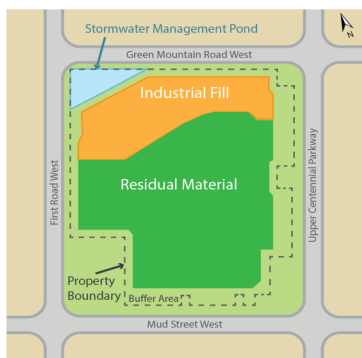 Stormwater Management Pond
N
Green Mountain Road West
Industrial Fill
First Road West
Residual Material
Upper Centennial Parkway
Property
Boundary
Buffer Area
Mud Street West